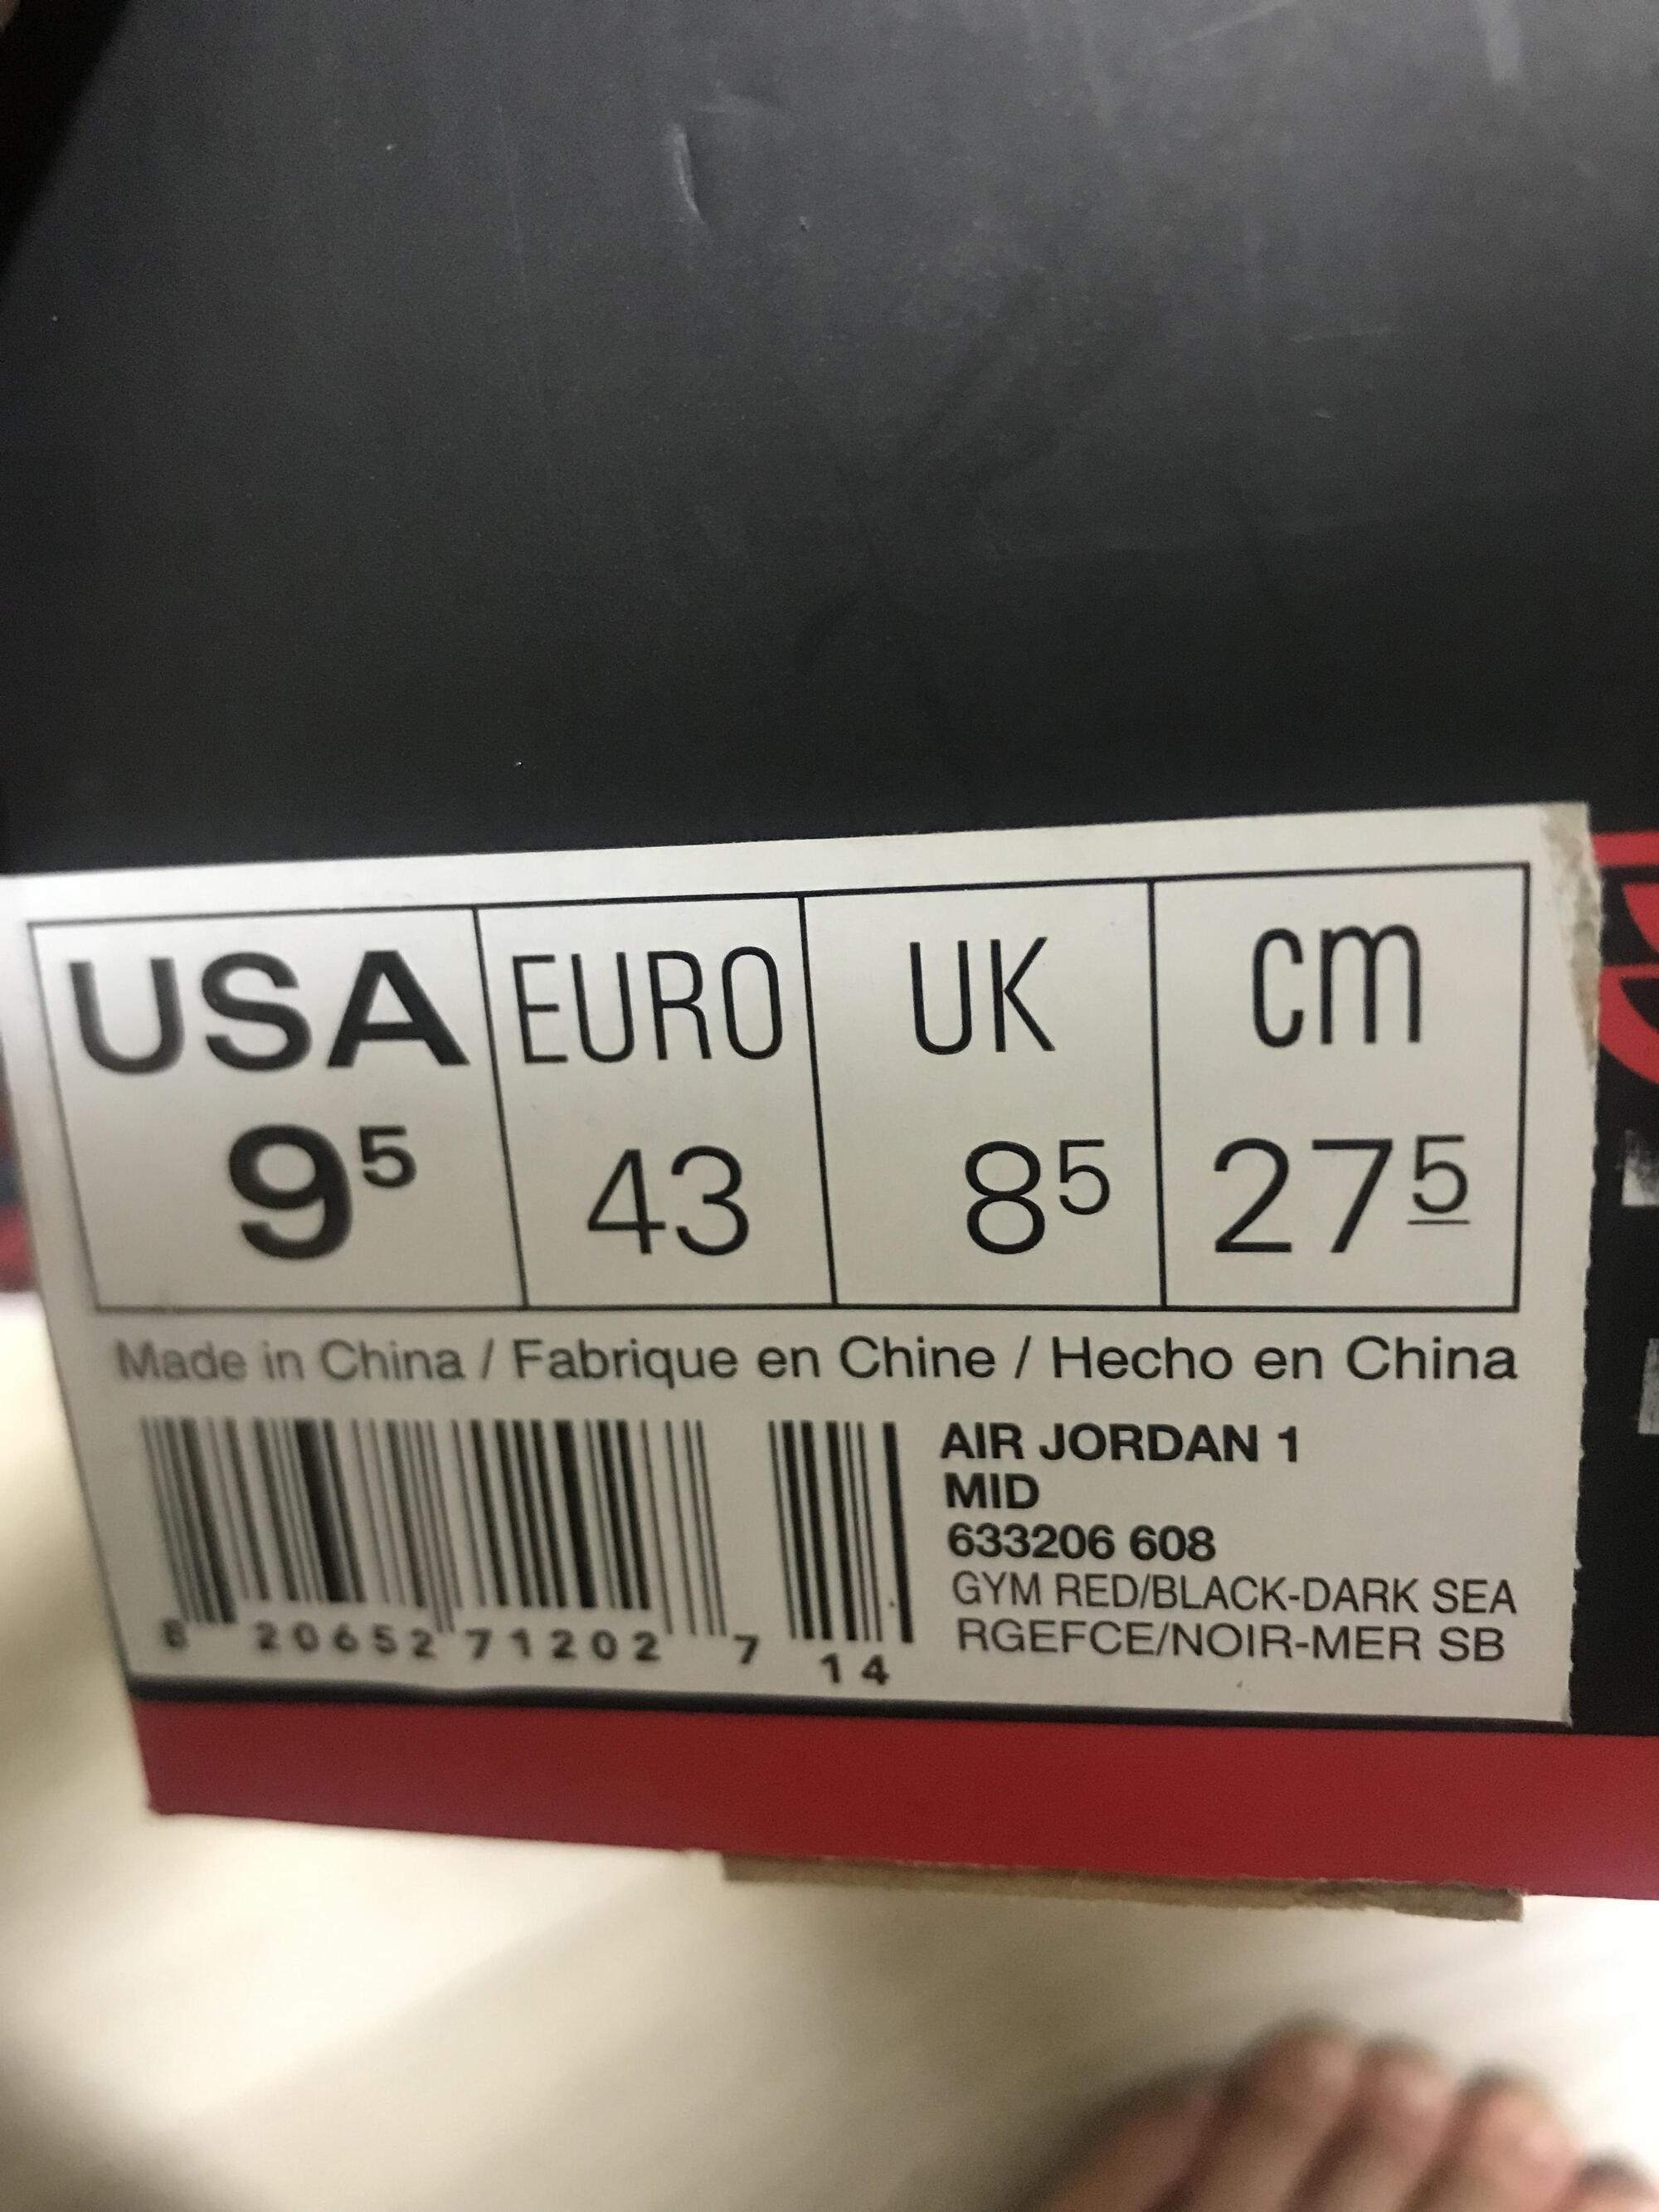 USA EURO UK cm
9⁵ 43 8⁵ 27⁵
Made in China / Fabrique en Chine / Hecho en China
AIR JORDAN 1
MID
633206 608
GYM RED/BLACK-DARK SEA
RGEFCE/NOIR-MER SB
8 20652 71202 7 14